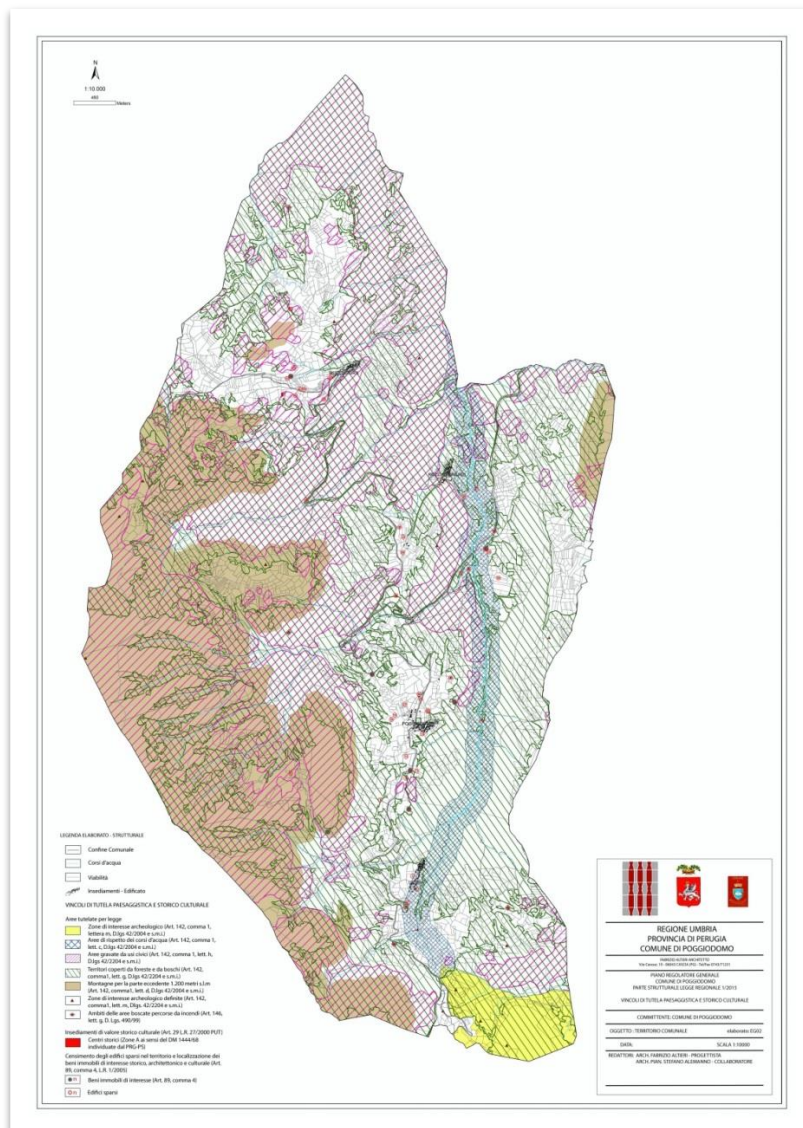 N
1:10 000
Meters
LEGENDA ELABORATO - STRUTTURALE
Confine Comunale
Corsi d'acqua
Viabilità
Insediamenti - Edificato
VINCOLI DI TUTELA PAESAGGISTICA E STORICO CULTURALE
Aree tutelate per legge
Zone di interesse archeologico (Art. 142, comma 1,
lettera m, D.lgs 42/2004 e s.m.i.)
Aree di rispetto dei corsi d'acqua (Art. 142, comma 1,
lett. c, D.lgs 42/2004 e s.m.i.)
Aree gravate da usi civici (Art. 142, comma 1, lett. h,
D.lgs 42/2204 e s.m.i.)
Territori coperti da foreste e da boschi (Art. 142,
comma1, lett. g, D.lgs 42/2204 e s.m.i.)
Montagne per la parte eccedente 1.200 metri s.l.m
(Art. 142, comma1, lett. d, D.lgs 42/2004 e s.m.i.)
Zone di interesse archeologico definite (Art. 142,
comma1, lett. m, D.lgs. 42/2004 e s.m.i.)
Ambiti delle aree boscate percorse da incendi (Art. 146,
lett. g, D. Lgs. 490/99)
Insediamenti di valore storico culturale (Art. 29 L.R. 27/2000 PUT)
Centri storici (Zone A ai sensi del DM 1444/68
individuate dal PRG-PS)
Censimento degli edifici sparsi nel territorio e localizzazione dei
beni immobili di interesse storico, architettonico e culturale (Art.
89, comma 4, L.R. 1/2005)
Beni immobili di interesse (Art. 89, comma 4)
Edifici sparsi
REGIONE UMBRIA
PROVINCIA DI PERUGIA
COMUNE DI POGGIODOMO
PIANO REGOLATORE GENERALE
COMUNE DI POGGIODOMO
PARTE STRUTTURALE LEGGE REGIONALE 1/2015
VINCOLI DI TUTELA PAESAGGISTICA E STORICO CULTURALE
COMMITTENTE: COMUNE DI POGGIODOMO
OGGETTO : TERRITORIO COMUNALE elaborato: EG02
DATA: SCALA 1:10000
REDATTORI: ARCH. FABRIZIO ALTIERI - PROGETTISTA
ARCH. PIAN. STEFANO ALEMANNO - COLLABORATORE